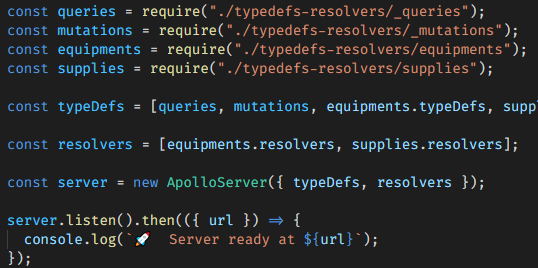 const queries = require("./typedefs-resolvers/_queries");
const mutations = require("./typedefs-resolvers/_mutations");
const equipments = require("./typedefs-resolvers/equipments");
const supplies = require("./typedefs-resolvers/supplies");
const typeDefs = [queries, mutations, equipments.typeDefs, supp
const resolvers = [equipments.resolvers, supplies.resolvers];
const server = new ApolloServer({ typeDefs, resolvers });
server.listen().then(({ url }) => {
console.log(`🚀  Server ready at ${url}`);
});